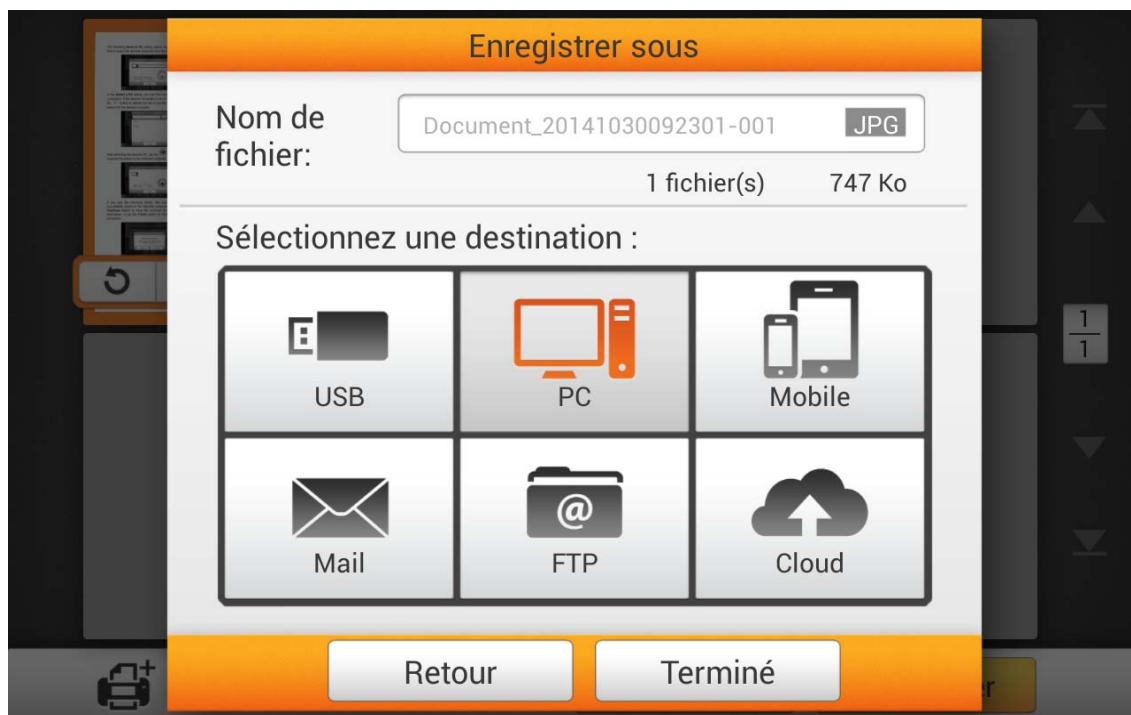 Enregistrer sous
Nom de
fichier:
Document_20141030092301-001 JPG
1 fichier(s) 747 Ko
Sélectionnez une destination :
USB PC Mobile
Mail @ FTP Cloud
1
1
Retour Terminé
er